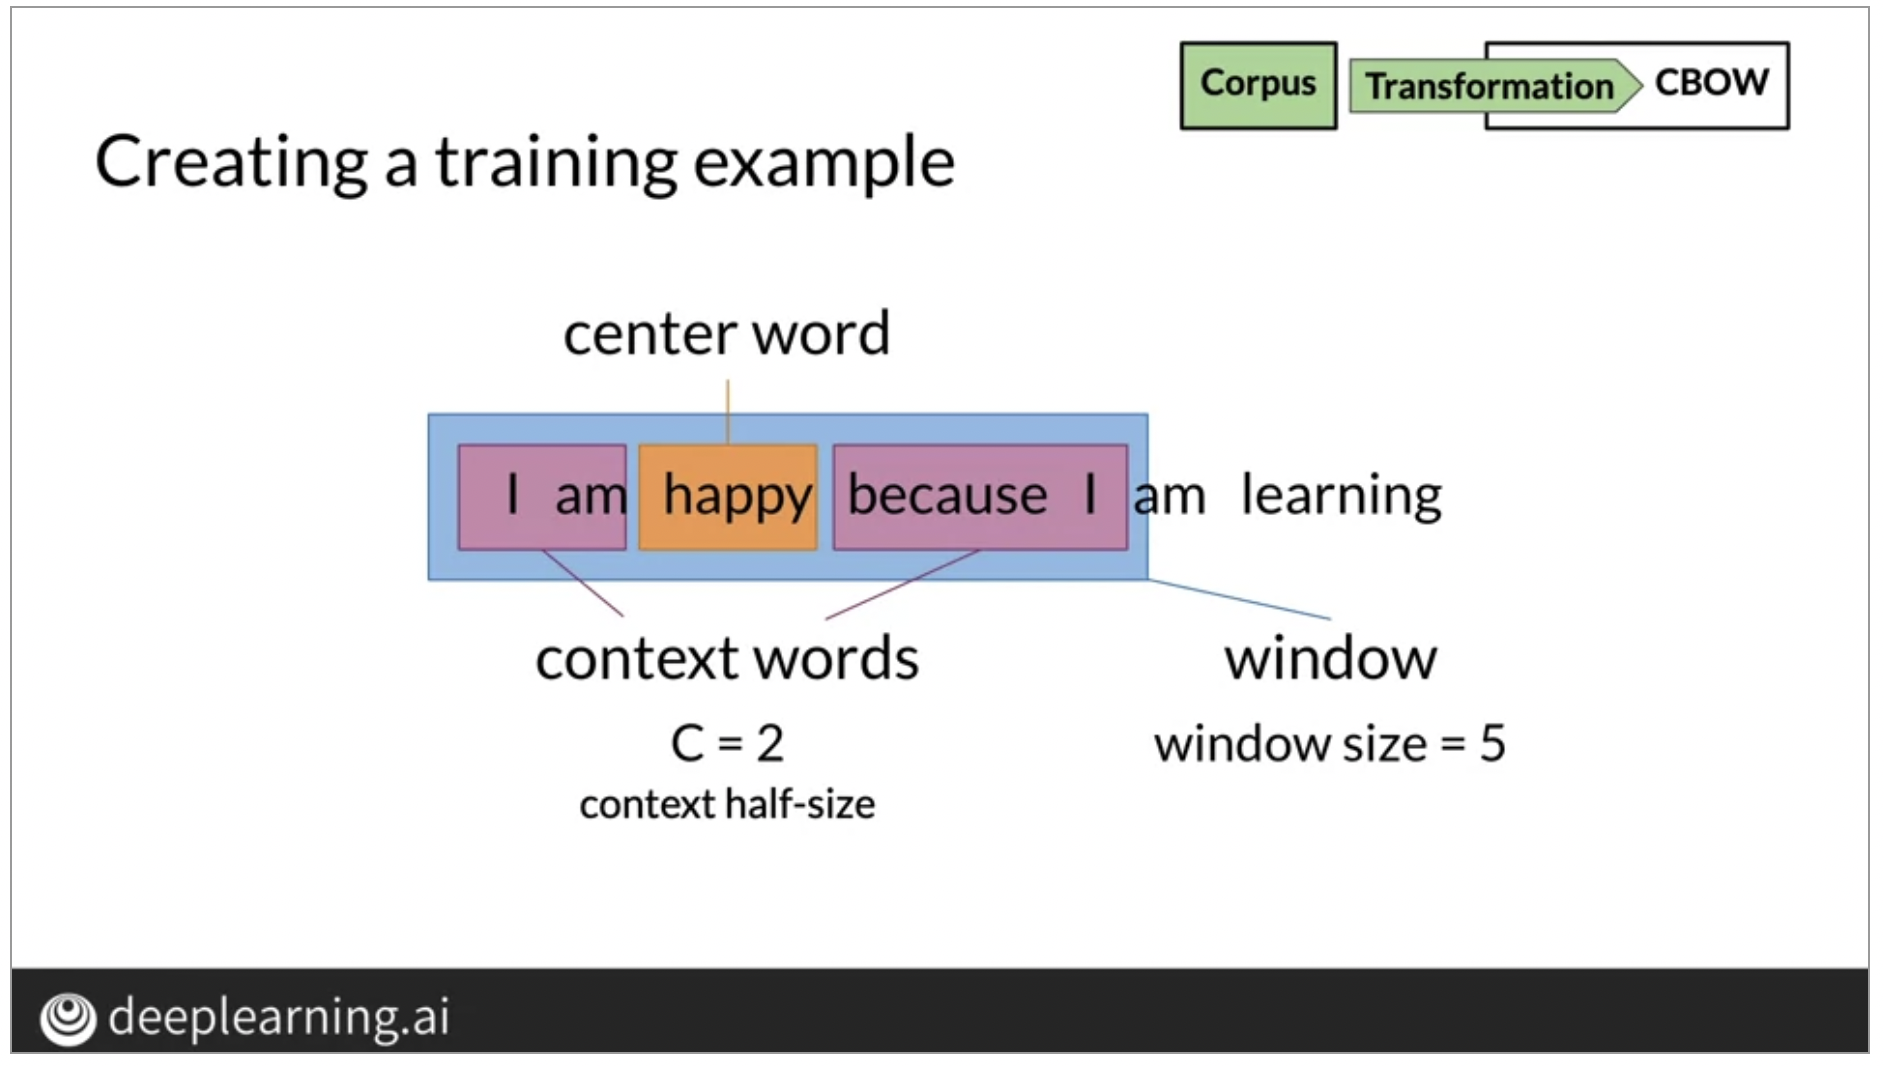 Corpus Transformation CBOW
Creating a training example
center word
I am happy because I am learning
context words
window
C = 2
window size = 5
context half-size
deeplearning.ai